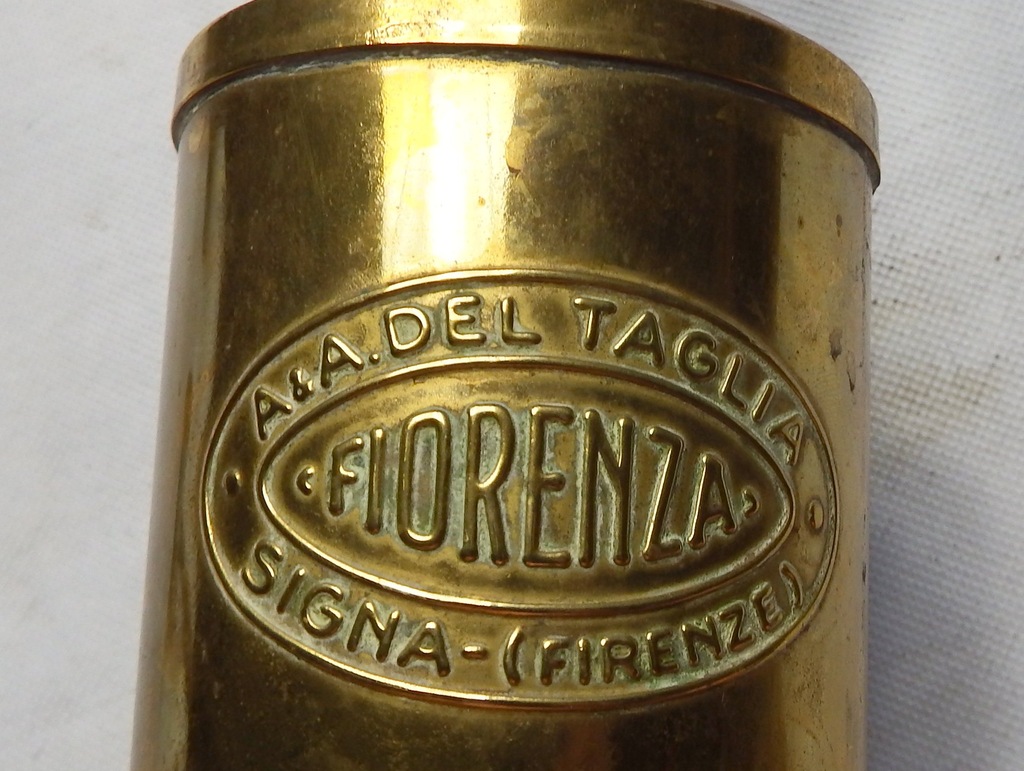 A&A. DEL TAGLIA
‹FIORENZA›
SIGNA-(FIRENZE)